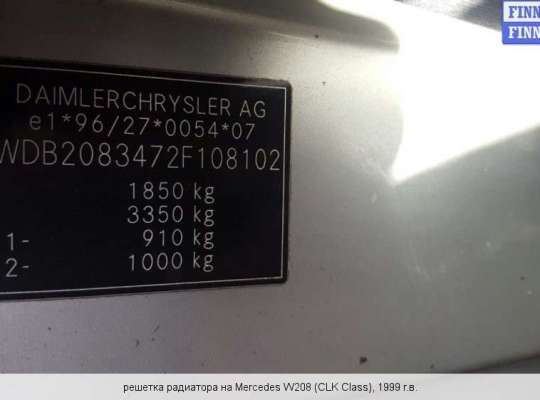 FINN
FINN
DAIMLERCHRYSLER AG
e1*96/27*0054*07
WDB2083472F108102
1850 kg
3350 kg
1- 910 kg
2- 1000 kg
решетка радиатора на Mercedes W208 (CLK Class), 1999 г.в.